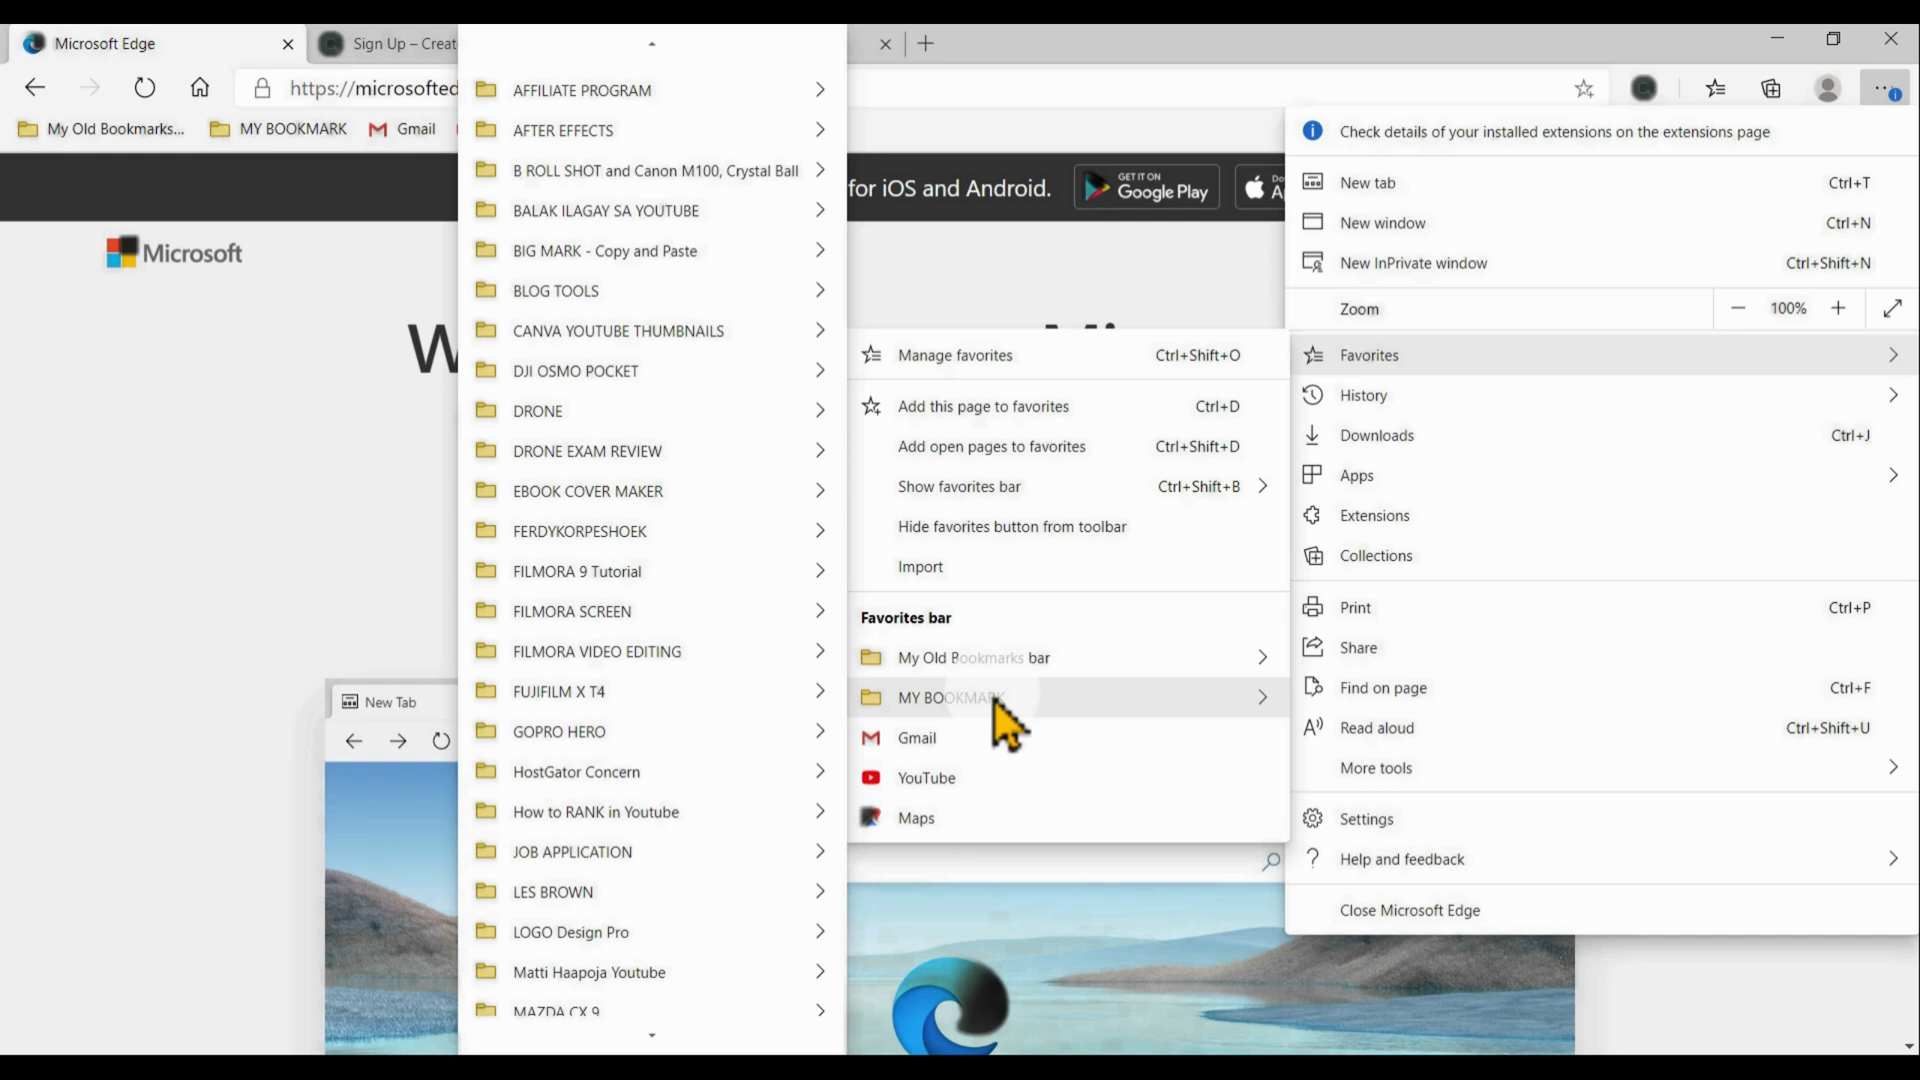 Microsoft Edge
Sign Up – Creat
https://microsofted
My Old Bookmarks...
MY BOOKMARK
Gmail
for iOS and Android.
GET IT ON
Google Play
Microsoft
W
New Tab
AFFILIATE PROGRAM
AFTER EFFECTS
B ROLL SHOT and Canon M100, Crystal Ball
BALAK ILAGAY SA YOUTUBE
BIG MARK - Copy and Paste
BLOG TOOLS
CANVA YOUTUBE THUMBNAILS
DJI OSMO POCKET
DRONE
DRONE EXAM REVIEW
EBOOK COVER MAKER
FERDYKORPESHOEK
FILMORA 9 Tutorial
FILMORA SCREEN
FILMORA VIDEO EDITING
FUJIFILM X T4
GOPRO HERO
HostGator Concern
How to RANK in Youtube
JOB APPLICATION
LES BROWN
LOGO Design Pro
Matti Haapoja Youtube
MAZDA CX 9
Manage favorites Ctrl+Shift+O
Add this page to favorites Ctrl+D
Add open pages to favorites Ctrl+Shift+D
Show favorites bar Ctrl+Shift+B
Hide favorites button from toolbar
Import
Favorites bar
My Old Bookmarks bar
MY BOOKMARK
Gmail
YouTube
Maps
Check details of your installed extensions on the extensions page
New tab Ctrl+T
New window Ctrl+N
New InPrivate window Ctrl+Shift+N
Zoom 100%
Favorites
History
Downloads Ctrl+J
Apps
Extensions
Collections
Print Ctrl+P
Share
Find on page Ctrl+F
Read aloud Ctrl+Shift+U
More tools
Settings
Help and feedback
Close Microsoft Edge